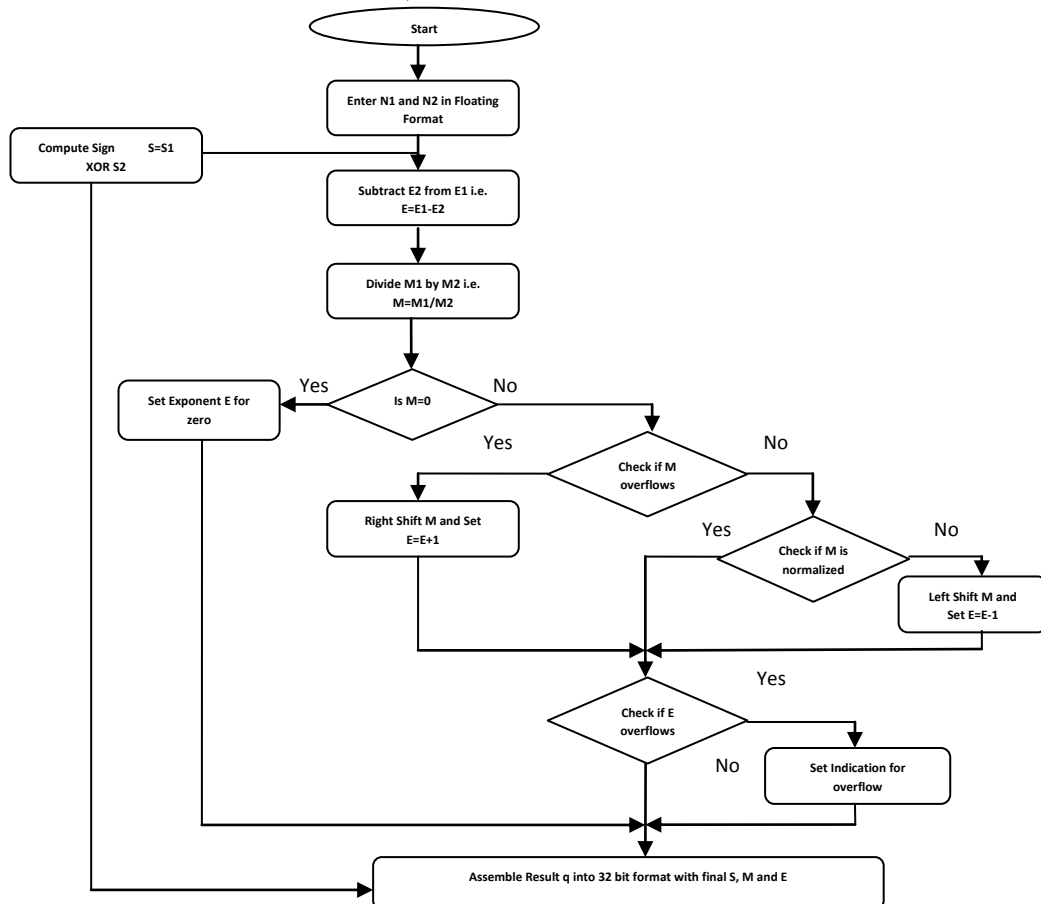 Start
Enter N1 and N2 in Floating
Format
Compute Sign S=S1
XOR S2
Subtract E2 from E1 i.e.
E=E1-E2
Divide M1 by M2 i.e.
M=M1/M2
Yes
No
Is M=0
Set Exponent E for
zero
Yes
No
Check if M
overflows
Right Shift M and Set
E=E+1
Yes
No
Check if M is
normalized
Left Shift M and
Set E=E-1
Yes
Check if E
overflows
No
Set Indication for
overflow
Assemble Result q into 32 bit format with final S, M and E